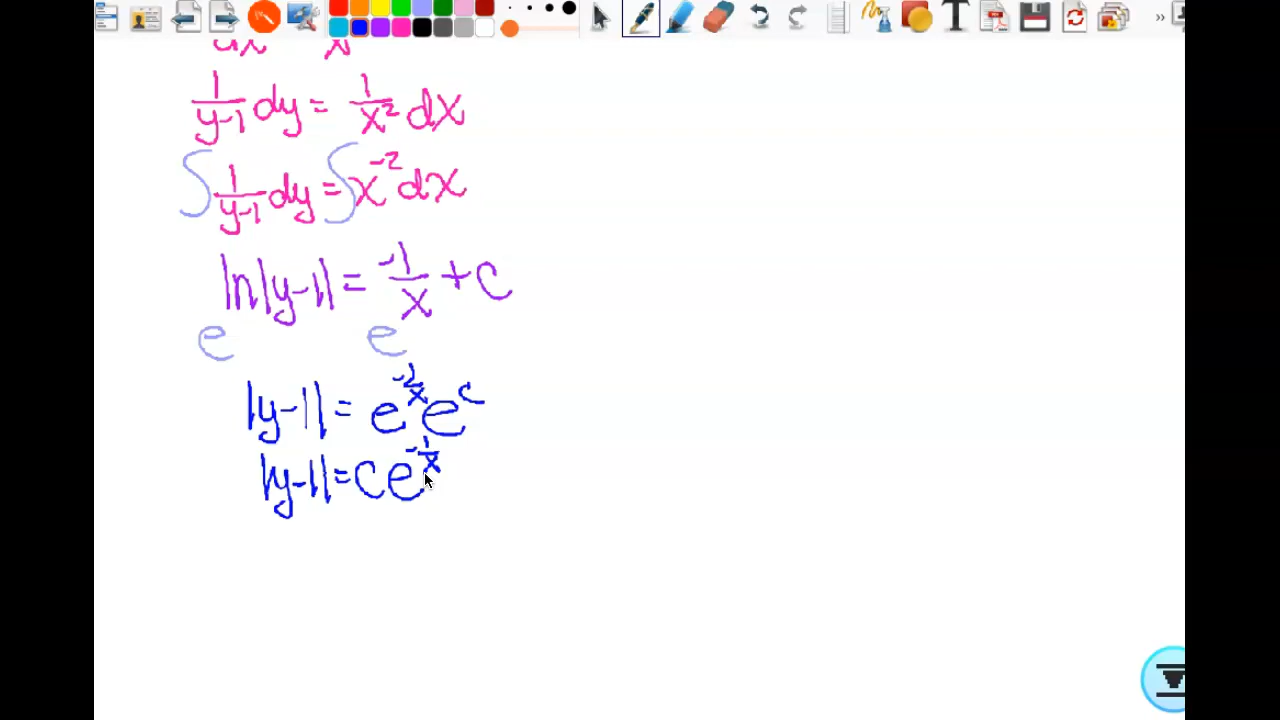 1/(y-1) dy = 1/x² dx
∫ 1/(y-1) dy = ∫ x⁻² dx
ln|y-1| = -1/x + C
e e
|y-1| = e^(-1/x) e^c
|y-1| = Ce^(-1/x)